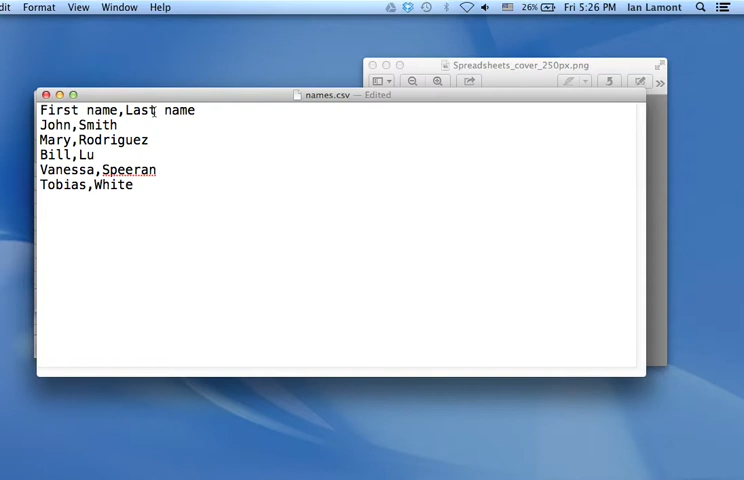 dit Format View Window Help 26% Fri 5:26 PM Ian Lamont
Spreadsheets_cover_250px.png
names.csv — Edited
First name,Last name
John,Smith
Mary,Rodriguez
Bill,Lu
Vanessa,Speeran
Tobias,White